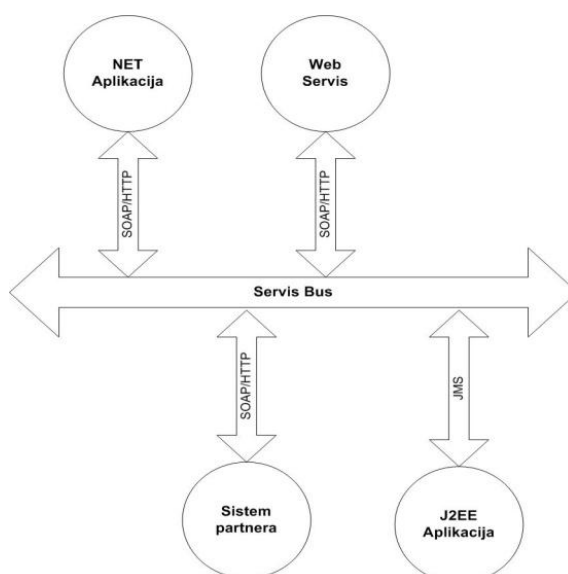 NET
Aplikacija
Web
Servis
SOAP/HTTP
SOAP/HTTP
Servis Bus
SOAP/HTTP
JMS
Sistem
partnera
J2EE
Aplikacija